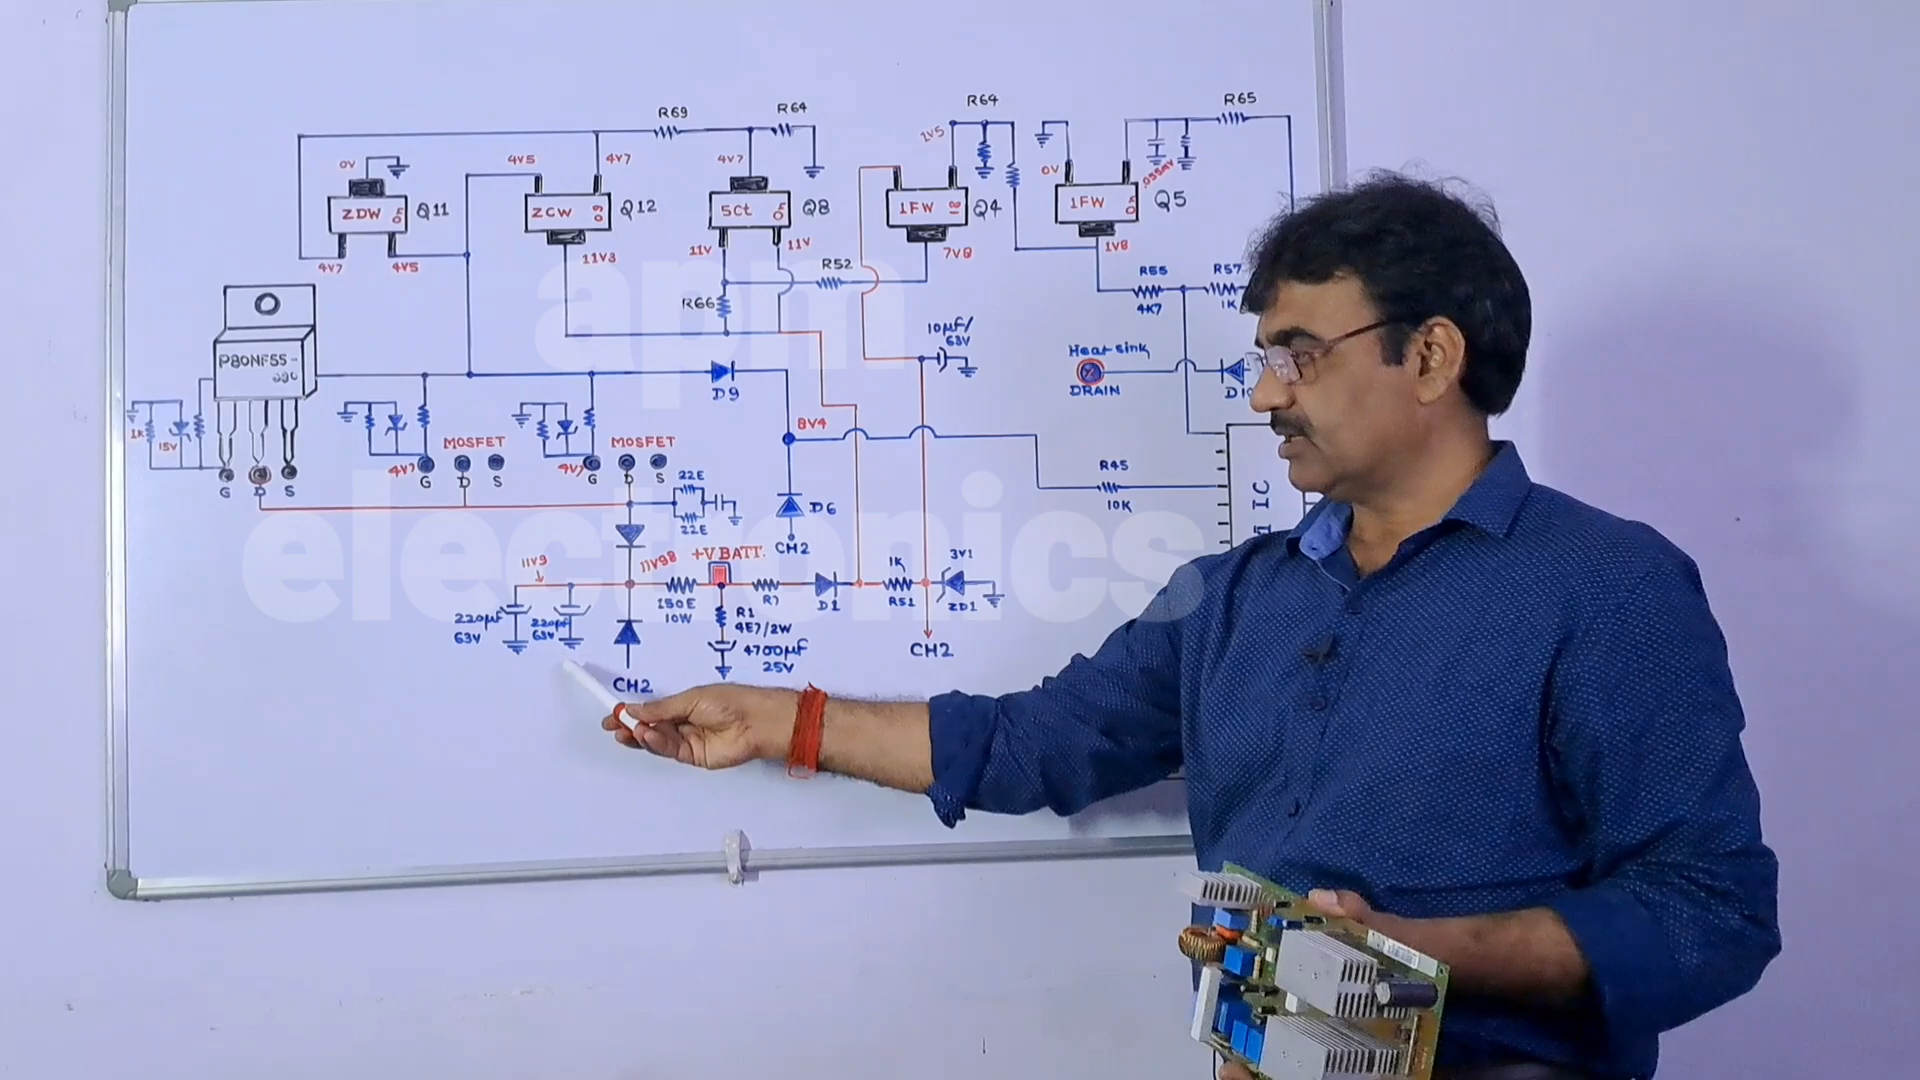 R69
R64
R64
R65
1V5
0V
4V5
4V7
4V7
0V
.055mV
ZDW
Q11
ZCW
Q12
5Ct
Q8
1FW
Q4
1FW
Q5
4V7
4V5
11V3
11V
11V
7V8
1V8
R52
R55
R57
4K7
1K
R66
10µF/
63V
P80NF55-
Heat sink
DRAIN
D10
D9
8V4
1K
15V
MOSFET
MOSFET
4V7
4V7
G
D
S
G
D
S
G
D
S
22E
22E
R45
10K
IC
D6
CH2
11V9
11V98
+V BATT.
1K
3V1
150E
10W
R7
D1
R51
ZD1
220µF
63V
220µF
63V
R1
4E7/2W
4700µF
25V
CH2
CH2
apm
electronics